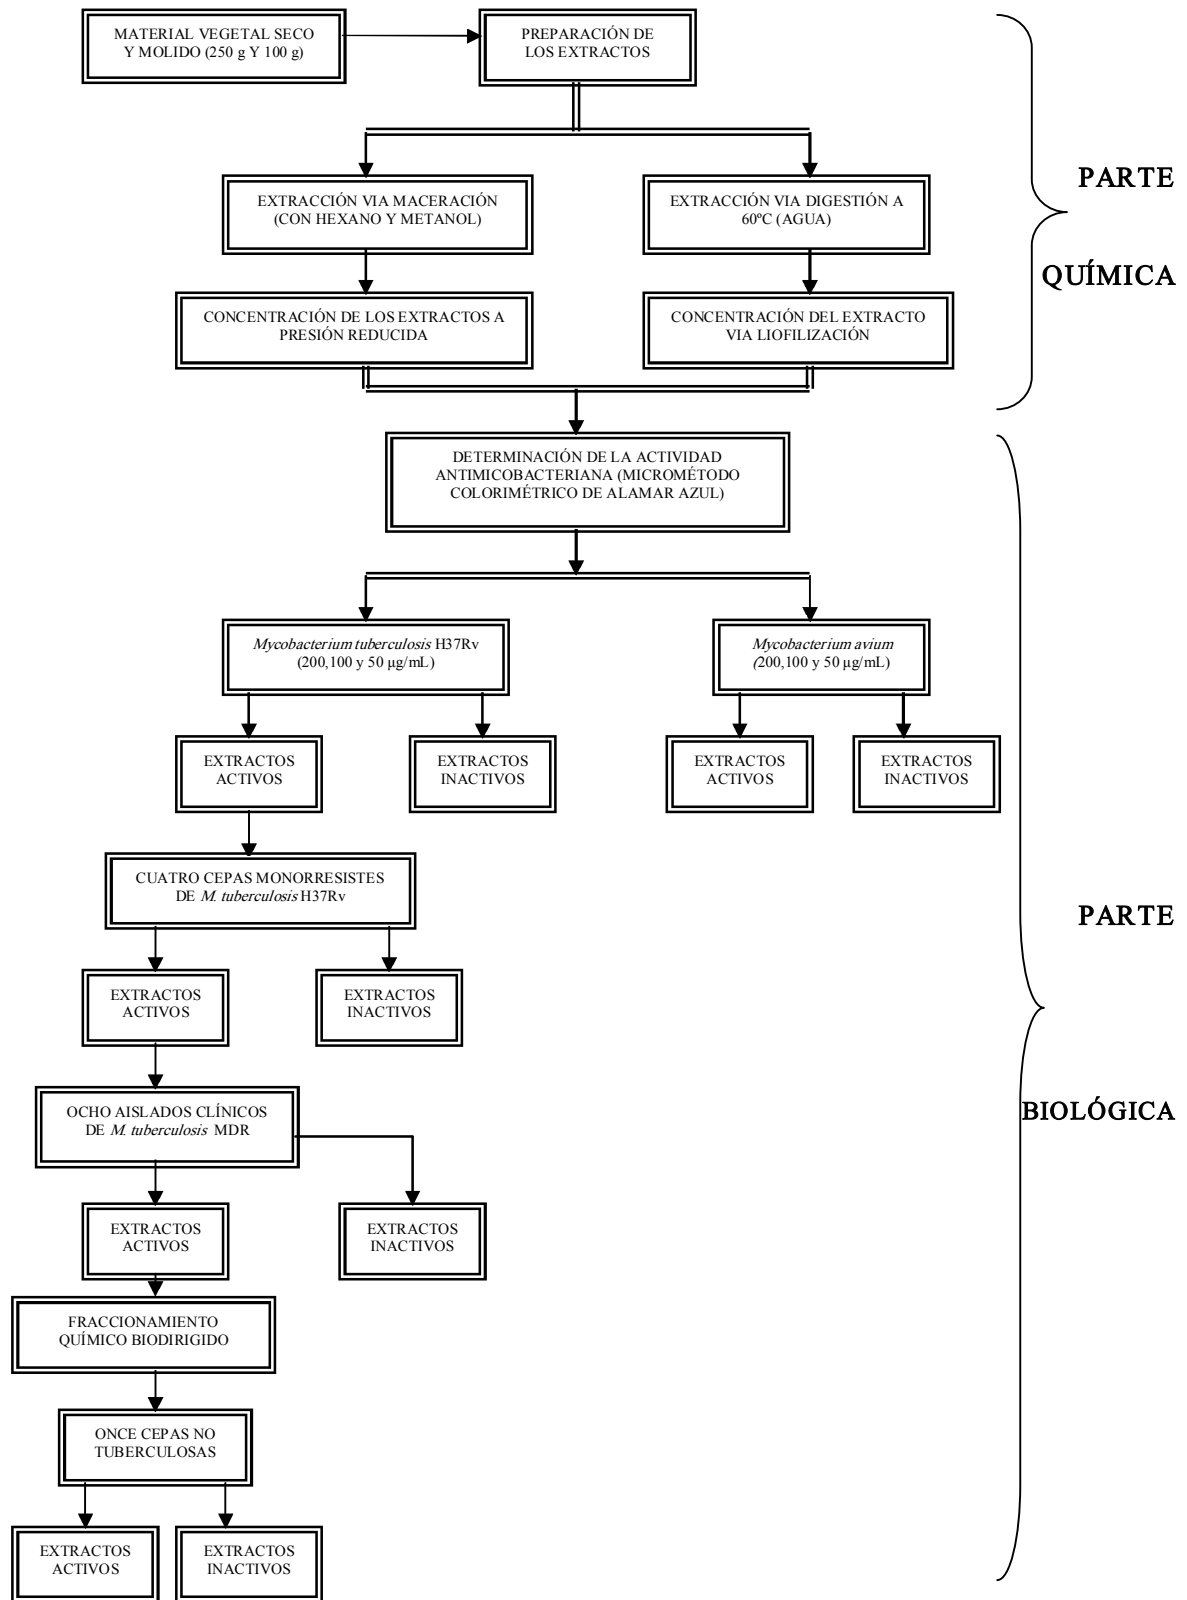 MATERIAL VEGETAL SECO
Y MOLIDO (250 g Y 100 g)
PREPARACIÓN DE
LOS EXTRACTOS
EXTRACCIÓN VIA MACERACIÓN
(CON HEXANO Y METANOL)
EXTRACCIÓN VIA DIGESTIÓN A
60ºC (AGUA)
CONCENTRACIÓN DE LOS EXTRACTOS A
PRESIÓN REDUCIDA
CONCENTRACIÓN DEL EXTRACTO
VIA LIOFILIZACIÓN
PARTE
QUÍMICA
DETERMINACIÓN DE LA ACTIVIDAD
ANTIMICOBACTERIANA (MICROMÉTODO
COLORIMÉTRICO DE ALAMAR AZUL)
Mycobacterium tuberculosis H37Rv
(200,100 y 50 µg/mL)
Mycobacterium avium
(200,100 y 50 µg/mL)
EXTRACTOS
ACTIVOS
EXTRACTOS
INACTIVOS
EXTRACTOS
ACTIVOS
EXTRACTOS
INACTIVOS
CUATRO CEPAS MONORRESISTES
DE M. tuberculosis H37Rv
EXTRACTOS
ACTIVOS
EXTRACTOS
INACTIVOS
OCHO AISLADOS CLÍNICOS
DE M. tuberculosis MDR
EXTRACTOS
ACTIVOS
EXTRACTOS
INACTIVOS
FRACCIONAMIENTO
QUÍMICO BIODIRIGIDO
ONCE CEPAS NO
TUBERCULOSAS
EXTRACTOS
ACTIVOS
EXTRACTOS
INACTIVOS
PARTE
BIOLÓGICA